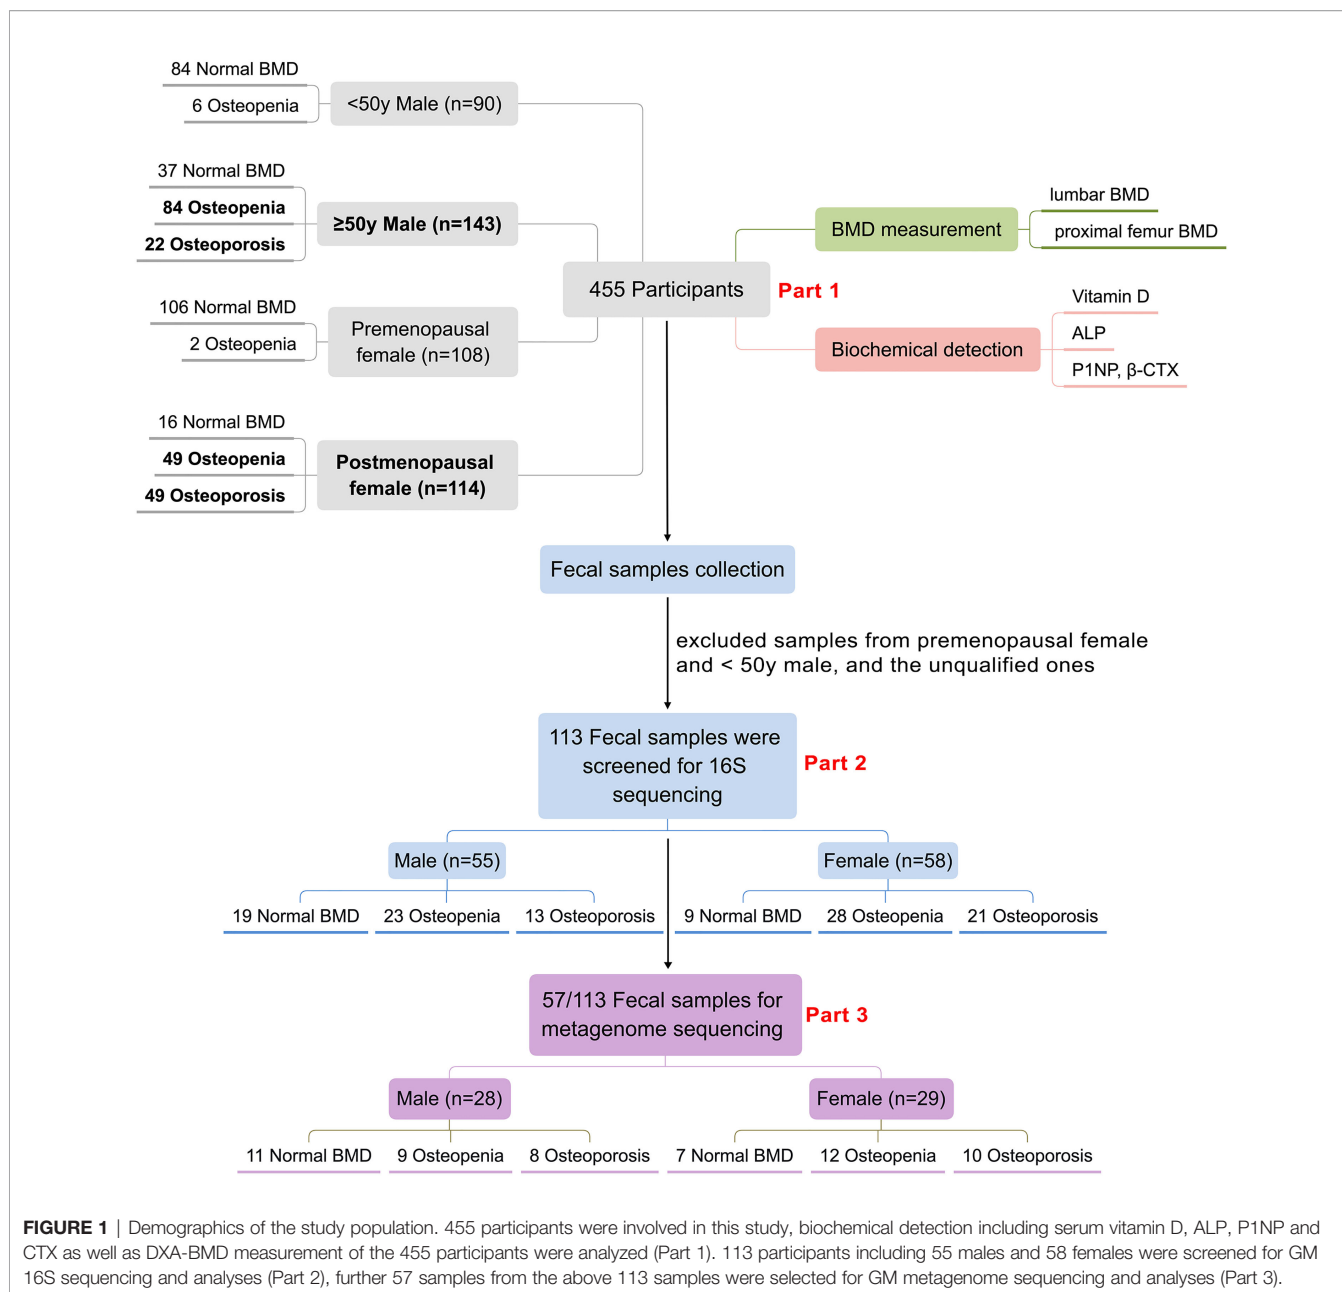 84 Normal BMD
6 Osteopenia
<50y Male (n=90)
37 Normal BMD
84 Osteopenia
22 Osteoporosis
≥50y Male (n=143)
106 Normal BMD
2 Osteopenia
Premenopausal
female (n=108)
16 Normal BMD
49 Osteopenia
49 Osteoporosis
Postmenopausal
female (n=114)
455 Participants
Part 1
BMD measurement
lumbar BMD
proximal femur BMD
Biochemical detection
Vitamin D
ALP
P1NP, β-CTX
Fecal samples collection
excluded samples from premenopausal female
and < 50y male, and the unqualified ones
113 Fecal samples were
screened for 16S
sequencing
Part 2
Male (n=55)
Female (n=58)
19 Normal BMD
23 Osteopenia
13 Osteoporosis
9 Normal BMD
28 Osteopenia
21 Osteoporosis
57/113 Fecal samples for
metagenome sequencing
Part 3
Male (n=28)
Female (n=29)
11 Normal BMD
9 Osteopenia
8 Osteoporosis
7 Normal BMD
12 Osteopenia
10 Osteoporosis
FIGURE 1 | Demographics of the study population. 455 participants were involved in this study, biochemical detection including serum vitamin D, ALP, P1NP and
CTX as well as DXA-BMD measurement of the 455 participants were analyzed (Part 1). 113 participants including 55 males and 58 females were screened for GM
16S sequencing and analyses (Part 2), further 57 samples from the above 113 samples were selected for GM metagenome sequencing and analyses (Part 3).